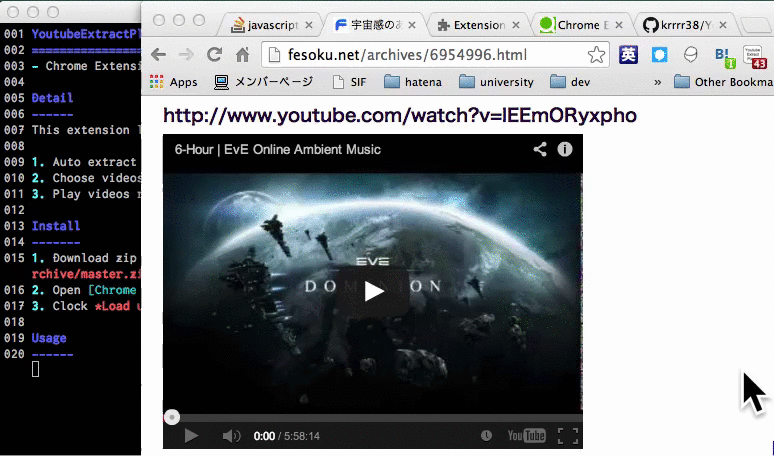 001 YoutubeExtractPl
002 ====================
003 - Chrome Extensi
004
005 Detail
006 ------
007 This extension l
008
009 1. Auto extract
010 2. Choose videos
011 3. Play videos r
012
013 Install
014 -------
015 1. Download zip
rchive/master.zi
016 2. Open [Chrome
017 3. Clock *Load u
018
019 Usage
020 ------
javascript
宇宙感のあ
Extension
Chrome E
krrrr38/Y
fesoku.net/archives/6954996.html
英
B!
1
43
Apps
メンバーページ
SIF
hatena
university
dev
»
Other Bookma
http://www.youtube.com/watch?v=IEEmORyxpho
6-Hour | EvE Online Ambient Music
EVE
DOMINION
0:00 / 5:58:14
YouTube